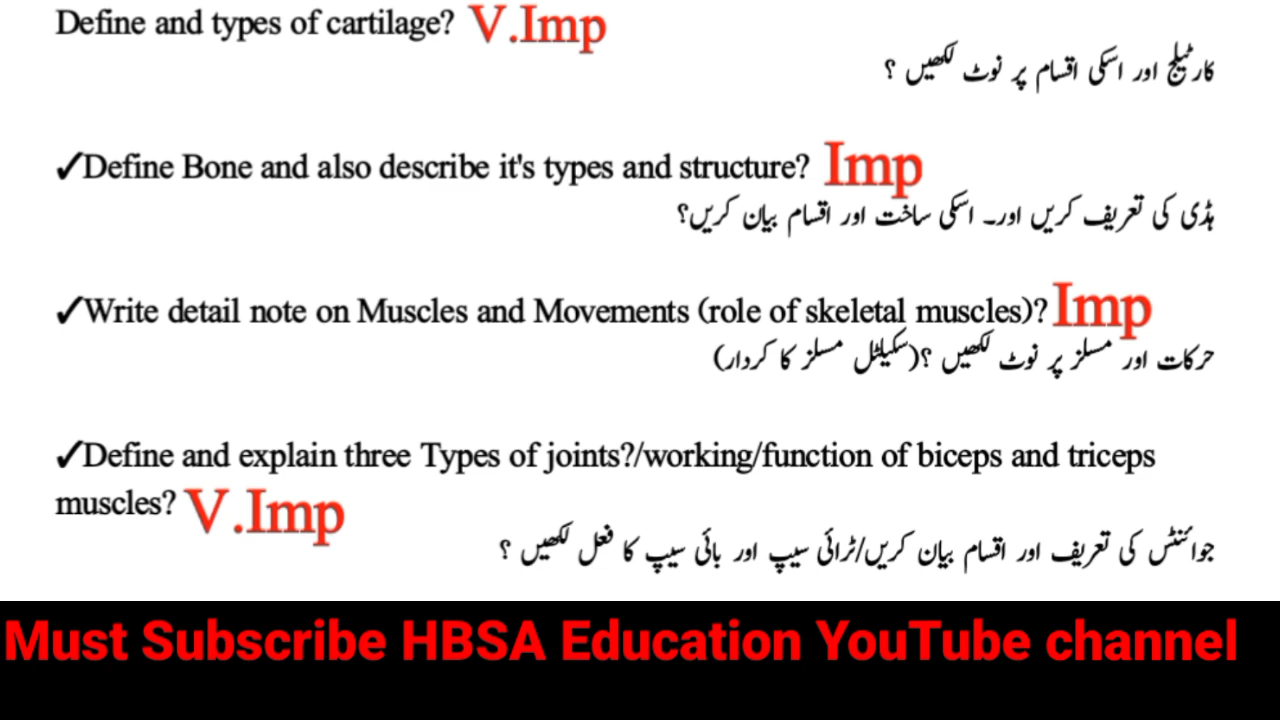 Define and types of cartilage? V.Imp
کارٹیلج اور اسکی اقسام پر نوٹ لکھیں ؟
✓Define Bone and also describe it's types and structure? Imp
ہڈی کی تعریف کریں اور۔ اسکی ساخت اور اقسام بیان کریں؟
✓Write detail note on Muscles and Movements (role of skeletal muscles)? Imp
حرکات اور مسلز پر نوٹ لکھیں ؟(سکیلٹل مسلز کا کردار)
✓Define and explain three Types of joints?/working/function of biceps and triceps
muscles? V.Imp
جوائنٹس کی تعریف اور اقسام بیان کریں/ٹرائی سیپ اور بائی سیپ کا فعل لکھیں ؟
Must Subscribe HBSA Education YouTube channel